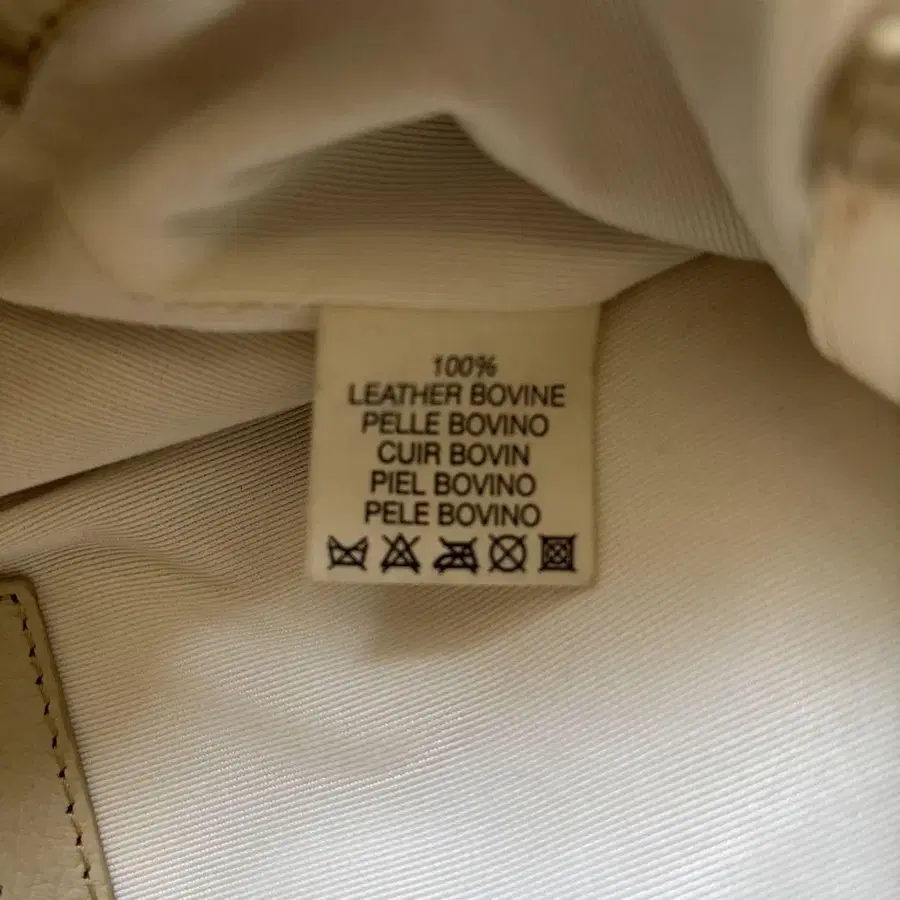 100%
LEATHER BOVINE
PELLE BOVINO
CUIR BOVIN
PIEL BOVINO
PELE BOVINO